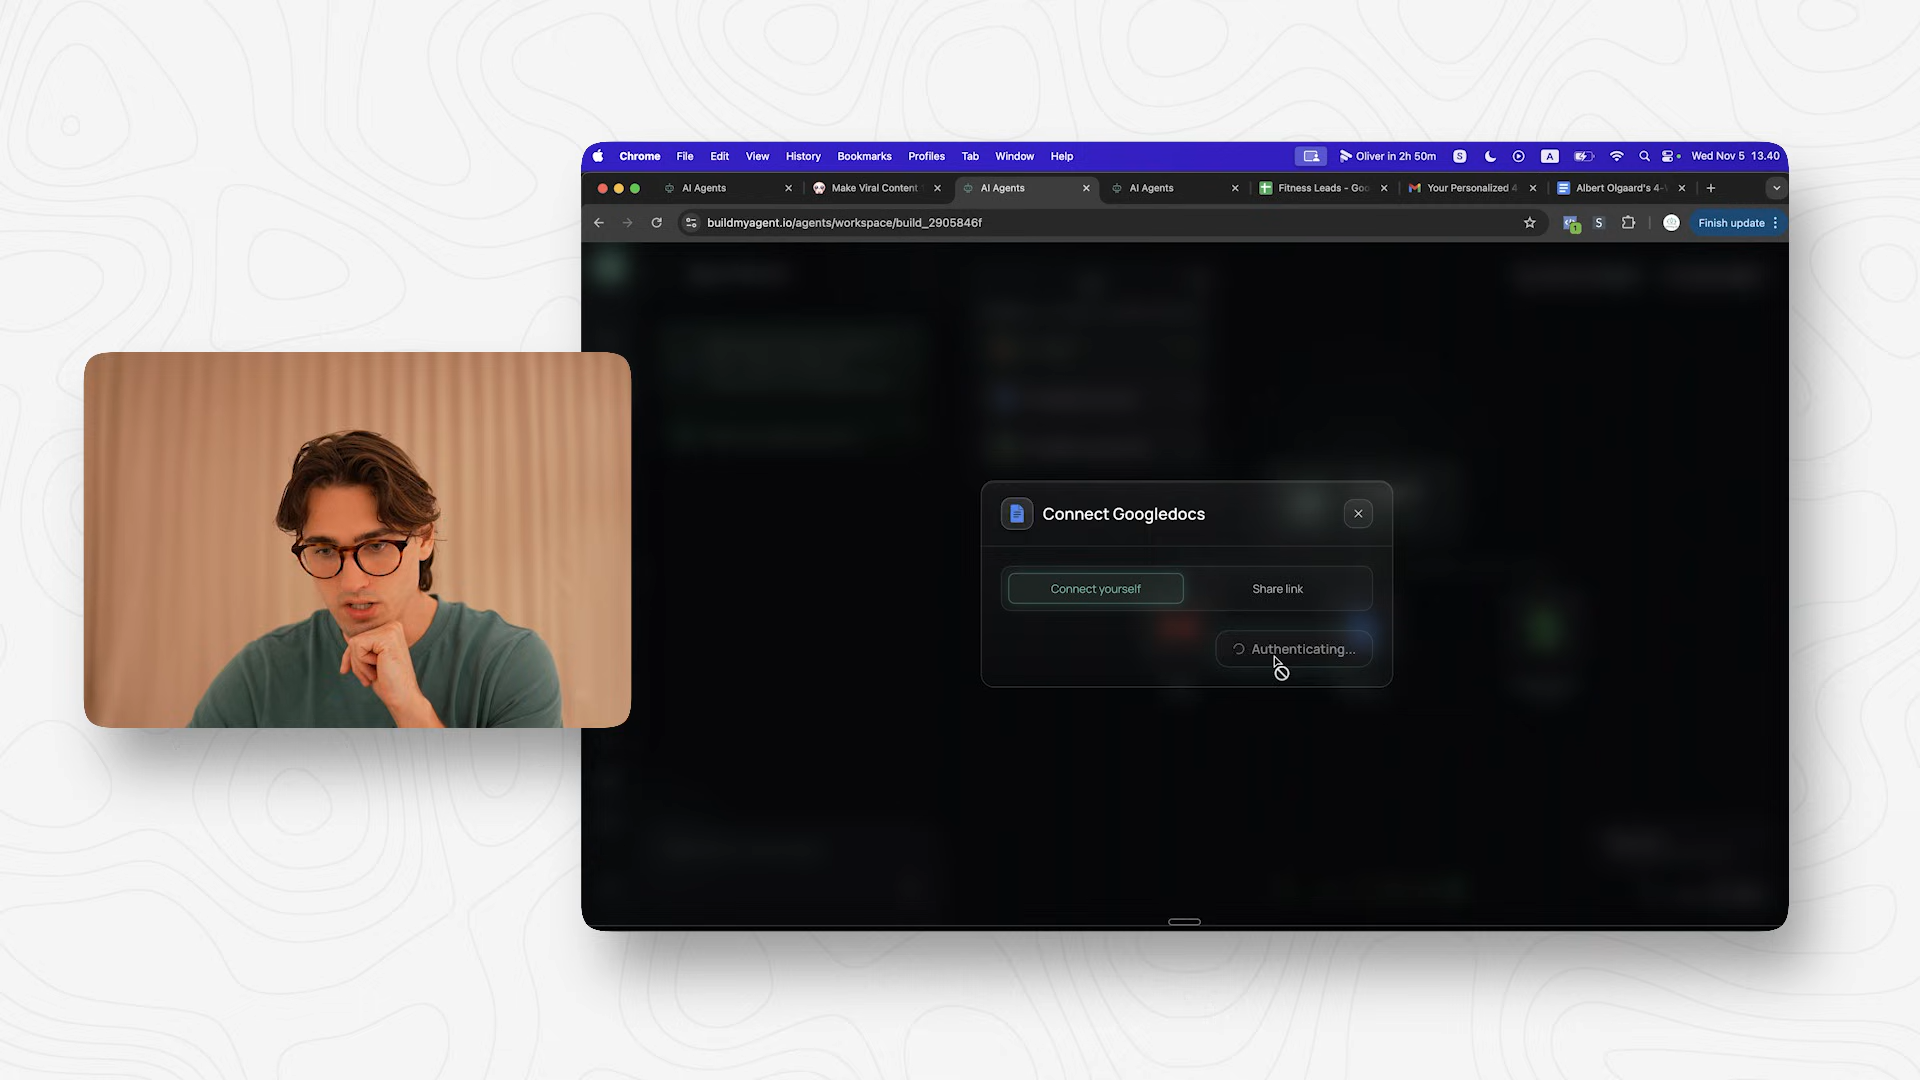 Chrome File Edit View History Bookmarks Profiles Tab Window Help Oliver in 2h 50m S A Wed Nov 5 13.40
AI Agents Make Viral Content AI Agents AI Agents Fitness Leads - Goo Your Personalized 4 Albert Olgaard's 4-
buildmyagent.io/agents/workspace/build_2905846f 1 S Finish update
Connect Googledocs
Connect yourself Share link
Authenticating...